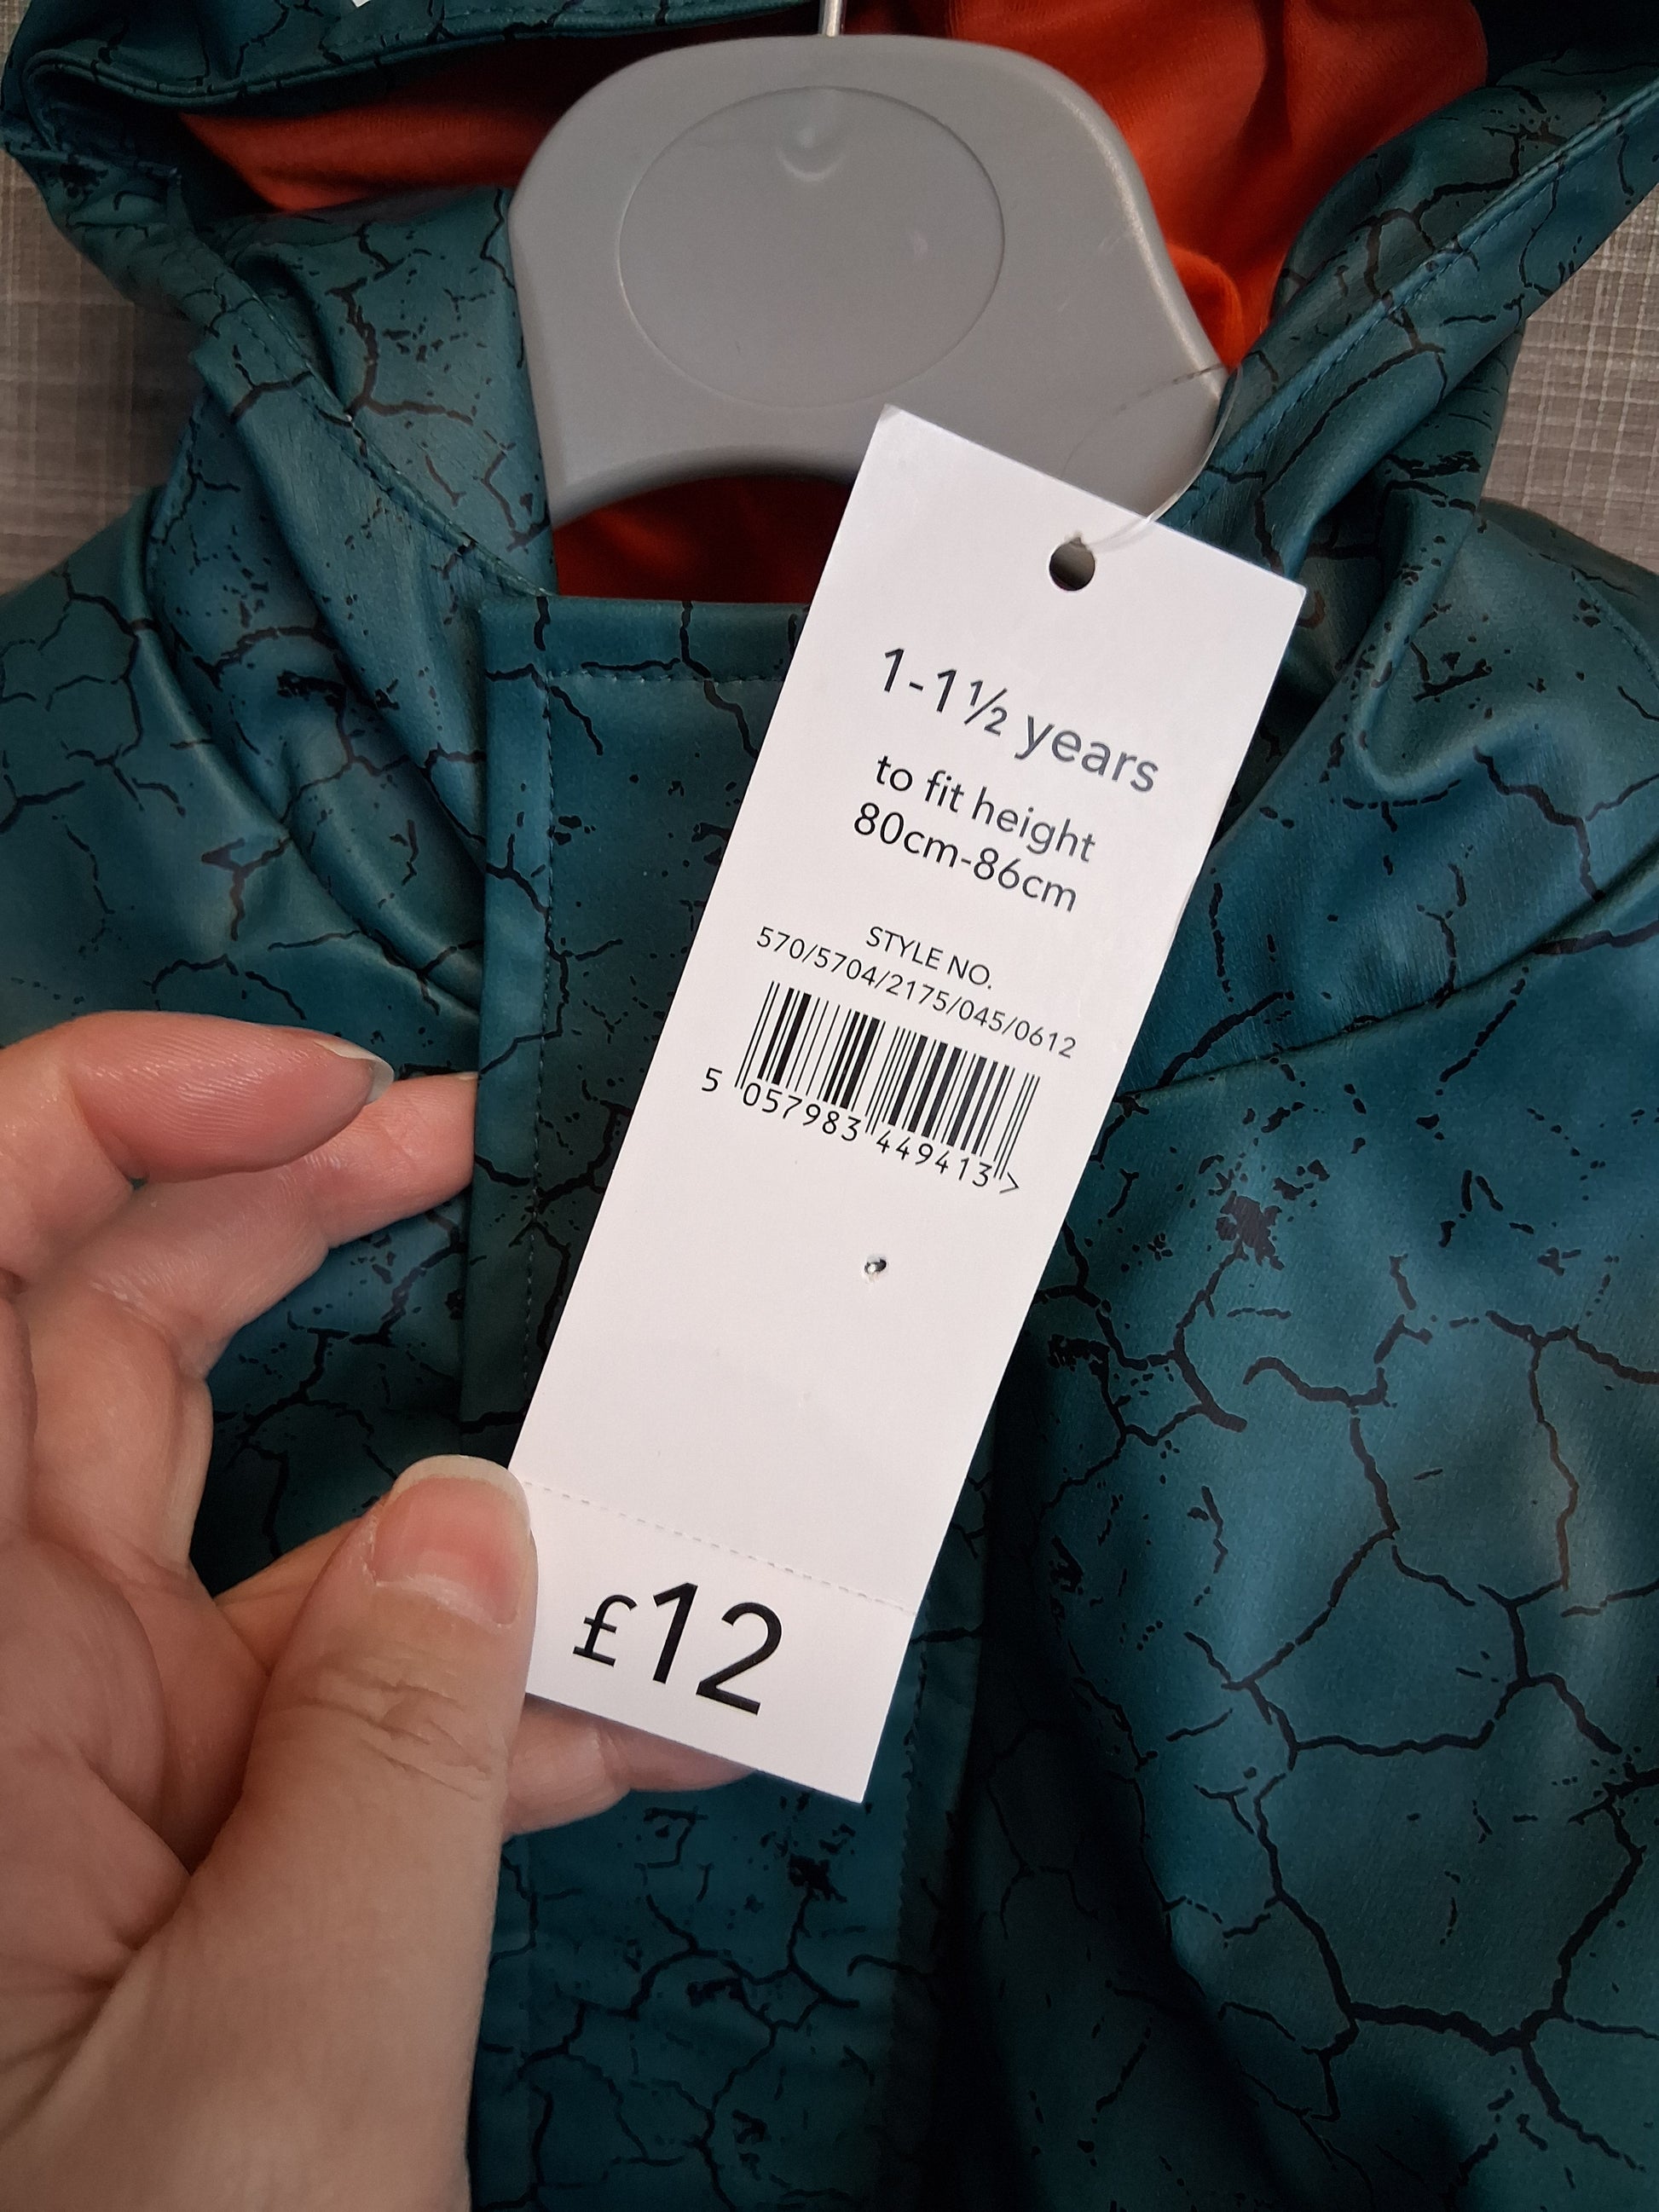 1-1½ years
to fit height
80cm-86cm
STYLE NO.
570/5704/2175/045/0612
5 057983 449413 >
£12